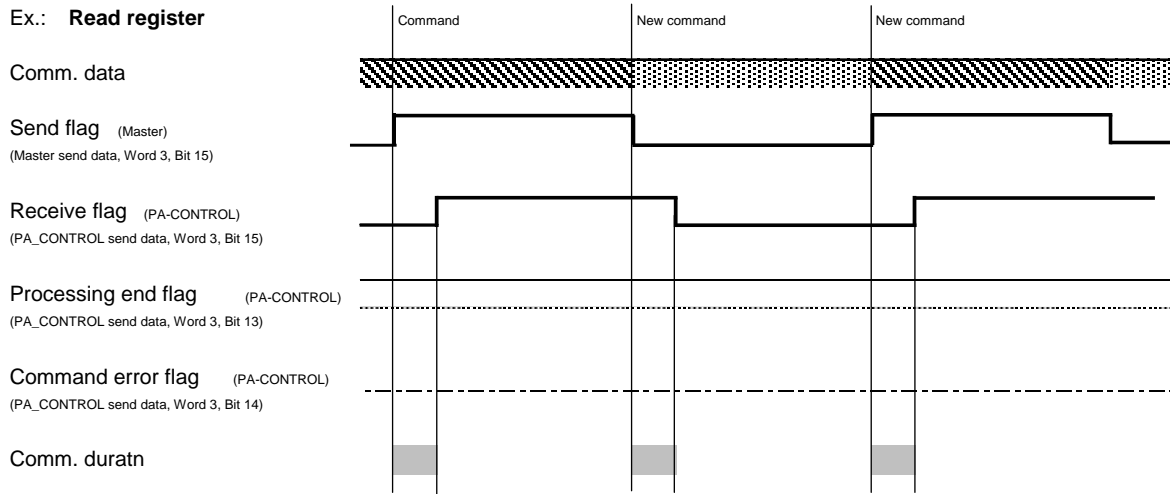 Ex.: Read register
Command
New command
New command
Comm. data
Send flag (Master)
(Master send data, Word 3, Bit 15)
Receive flag (PA-CONTROL)
(PA_CONTROL send data, Word 3, Bit 15)
Processing end flag (PA-CONTROL)
(PA_CONTROL send data, Word 3, Bit 13)
Command error flag (PA-CONTROL)
(PA_CONTROL send data, Word 3, Bit 14)
Comm. duratn